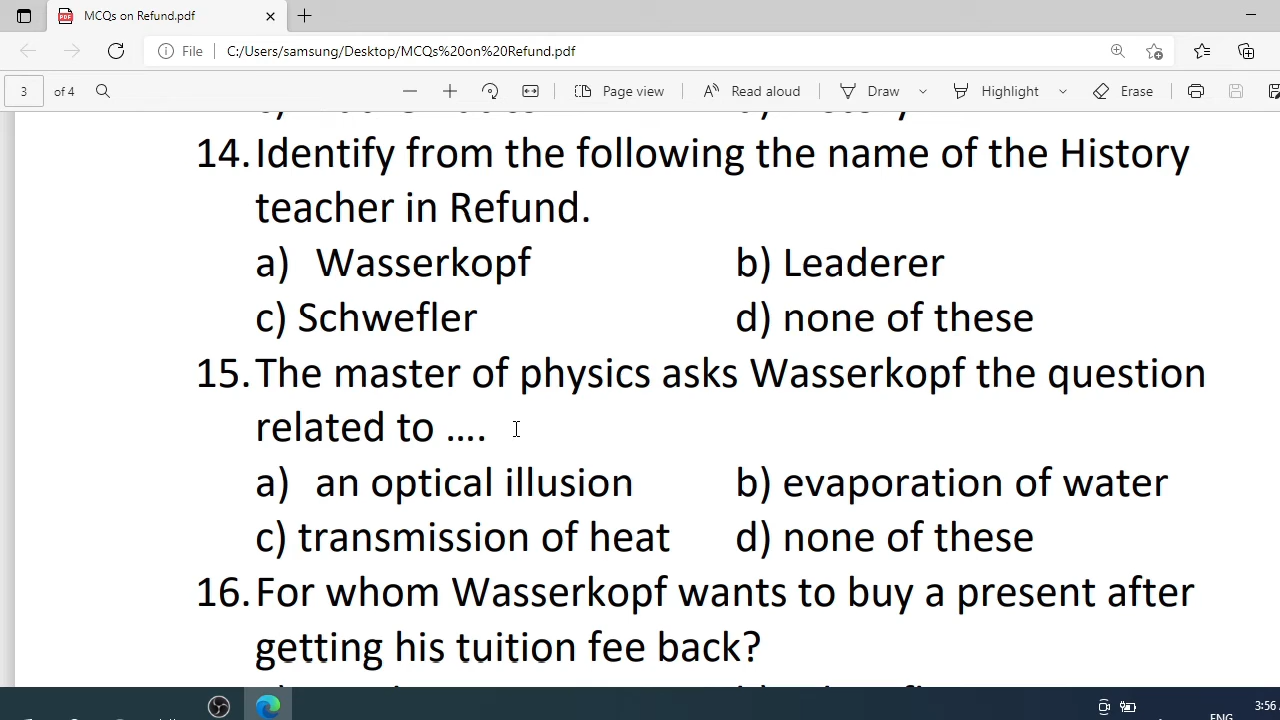 MCQs on Refund.pdf
File C:/Users/samsung/Desktop/MCQs%20on%20Refund.pdf
3 of 4 Page view Read aloud Draw Highlight Erase
14. Identify from the following the name of the History
teacher in Refund.
a) Wasserkopf b) Leaderer
c) Schwefler d) none of these
15. The master of physics asks Wasserkopf the question
related to ....
a) an optical illusion b) evaporation of water
c) transmission of heat d) none of these
16. For whom Wasserkopf wants to buy a present after
getting his tuition fee back?
3:56
ENG